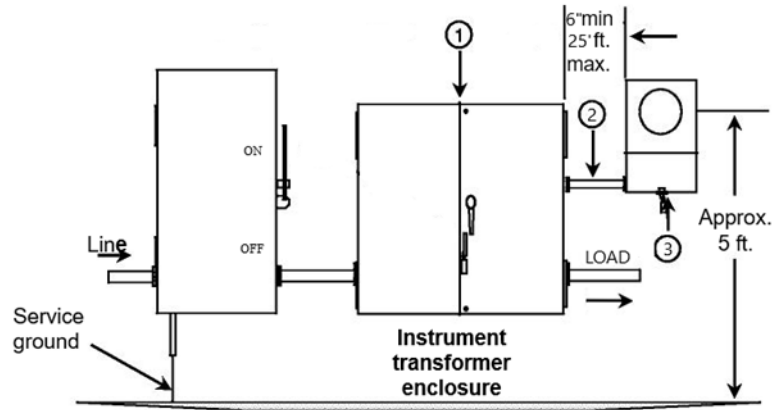 6"min
25'ft.
max.
1
2
ON
OFF
Line
LOAD
3
Approx.
5 ft.
Service
ground
Instrument
transformer
enclosure